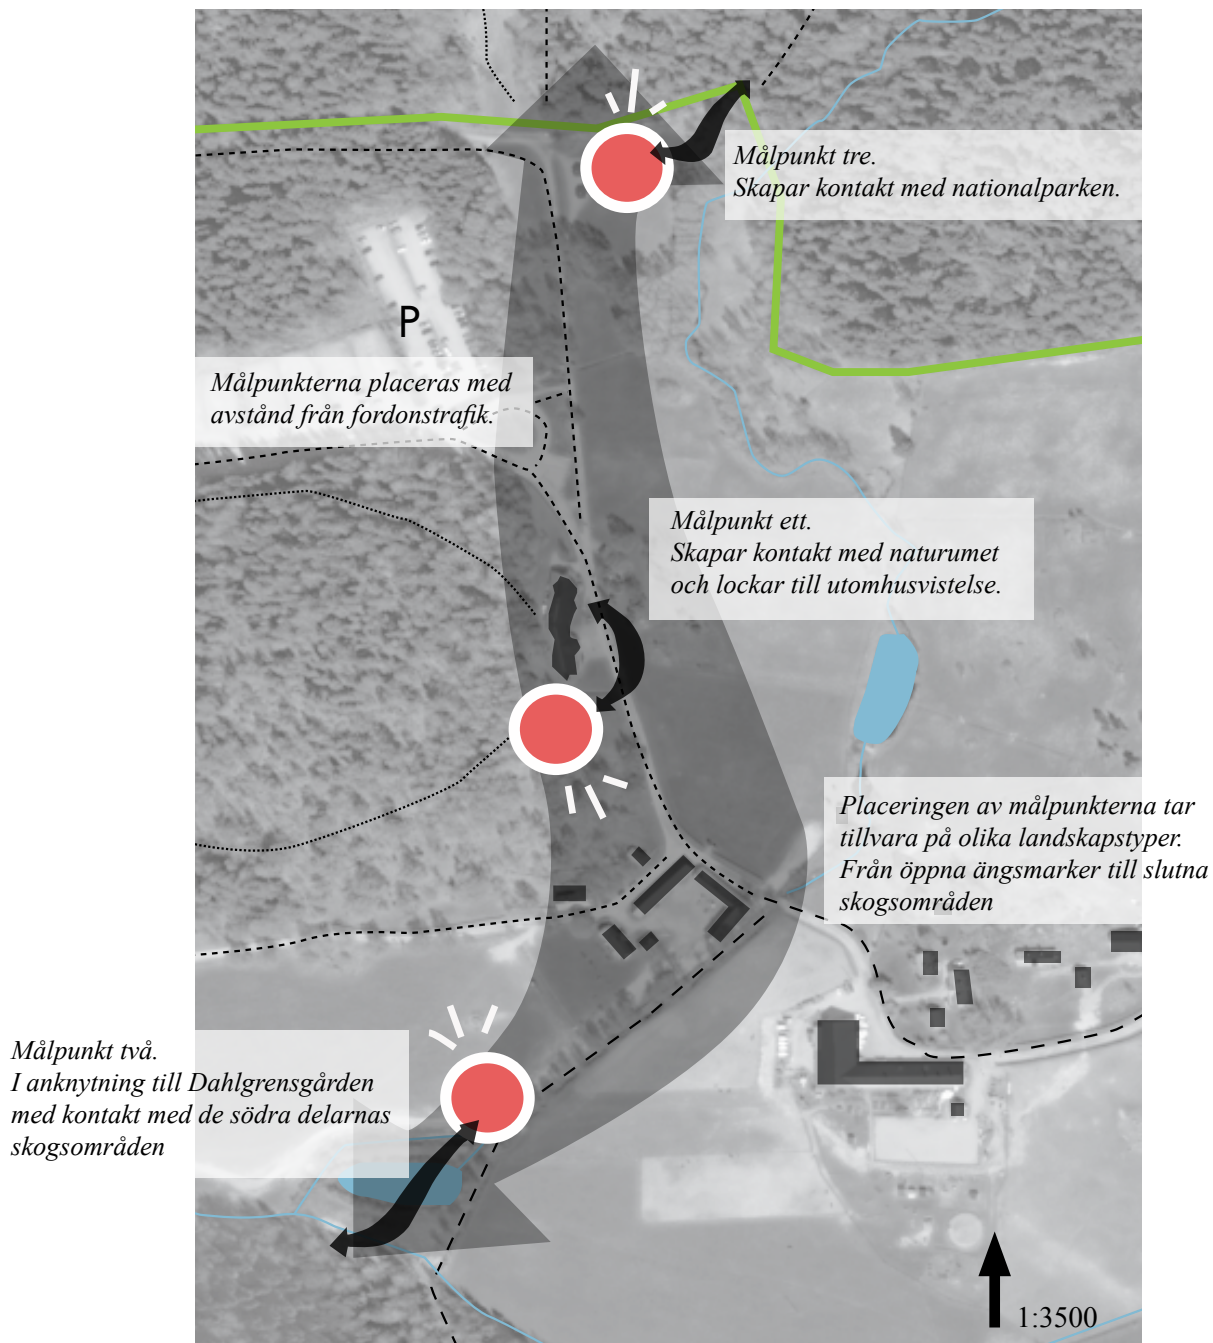 Målpunkt tre.
Skapar kontakt med nationalparken.
P
Målpunkterna placeras med
avstånd från fordonstrafik.
Målpunkt ett.
Skapar kontakt med naturumet
och lockar till utomhusvistelse.
Placeringen av målpunkterna tar
tillvara på olika landskapstyper.
Från öppna ängsmarker till slutna
skogsområden
Målpunkt två.
I anknytning till Dahlgrensgården
med kontakt med de södra delarnas
skogsområden
1:3500